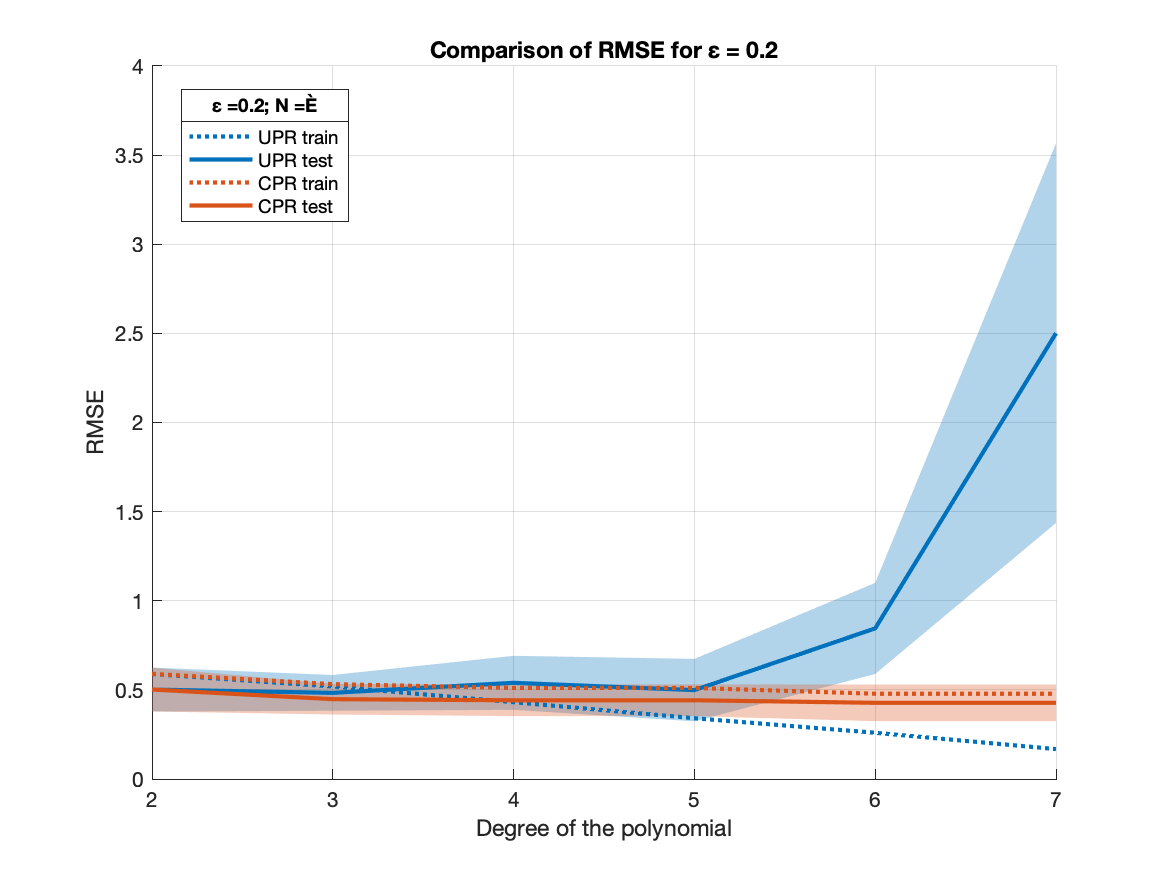 Comparison of RMSE for ε = 0.2
4
3.5
3
2.5
2
1.5
1
0.5
0
RMSE
ε =0.2; N =È
UPR train
UPR test
CPR train
CPR test
2 3 4 5 6 7
Degree of the polynomial